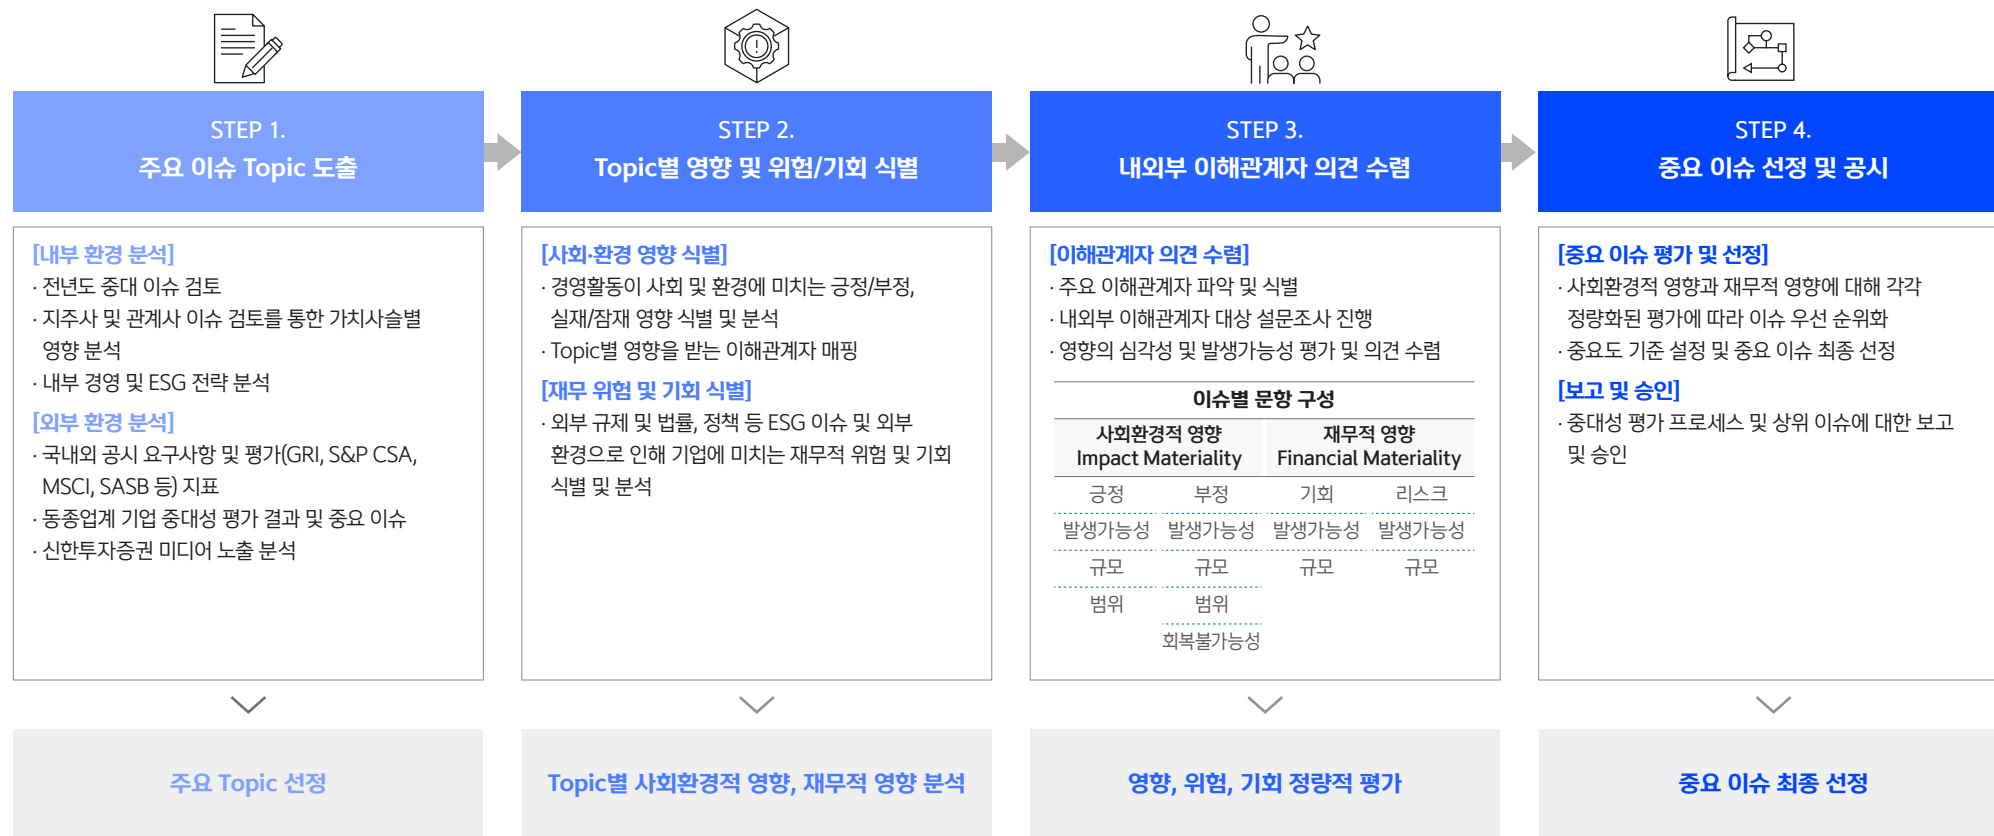 STEP 1.
주요 이슈 Topic 도출
[내부 환경 분석]
· 전년도 중대 이슈 검토
· 지주사 및 관계사 이슈 검토를 통한 가치사슬별
영향 분석
· 내부 경영 및 ESG 전략 분석
[외부 환경 분석]
· 국내외 공시 요구사항 및 평가(GRI, S&P CSA,
MSCI, SASB 등) 지표
· 동종업계 기업 중대성 평가 결과 및 중요 이슈
· 신한투자증권 미디어 노출 분석
주요 Topic 선정
STEP 2.
Topic별 영향 및 위험/기회 식별
[사회·환경 영향 식별]
· 경영활동이 사회 및 환경에 미치는 긍정/부정,
실재/잠재 영향 식별 및 분석
· Topic별 영향을 받는 이해관계자 매핑
[재무 위험 및 기회 식별]
· 외부 규제 및 법률, 정책 등 ESG 이슈 및 외부
환경으로 인해 기업에 미치는 재무적 위험 및 기회
식별 및 분석
Topic별 사회환경적 영향, 재무적 영향 분석
STEP 3.
내외부 이해관계자 의견 수렴
[이해관계자 의견 수렴]
· 주요 이해관계자 파악 및 식별
· 내외부 이해관계자 대상 설문조사 진행
· 영향의 심각성 및 발생가능성 평가 및 의견 수렴
이슈별 문항 구성
사회환경적 영향 재무적 영향
Impact Materiality Financial Materiality
긍정 부정 기회 리스크
발생가능성 발생가능성 발생가능성 발생가능성
규모 규모 규모 규모
범위 범위
회복불가능성
영향, 위험, 기회 정량적 평가
STEP 4.
중요 이슈 선정 및 공시
[중요 이슈 평가 및 선정]
· 사회환경적 영향과 재무적 영향에 대해 각각
정량화된 평가에 따라 이슈 우선 순위화
· 중요도 기준 설정 및 중요 이슈 최종 선정
[보고 및 승인]
· 중대성 평가 프로세스 및 상위 이슈에 대한 보고
및 승인
중요 이슈 최종 선정